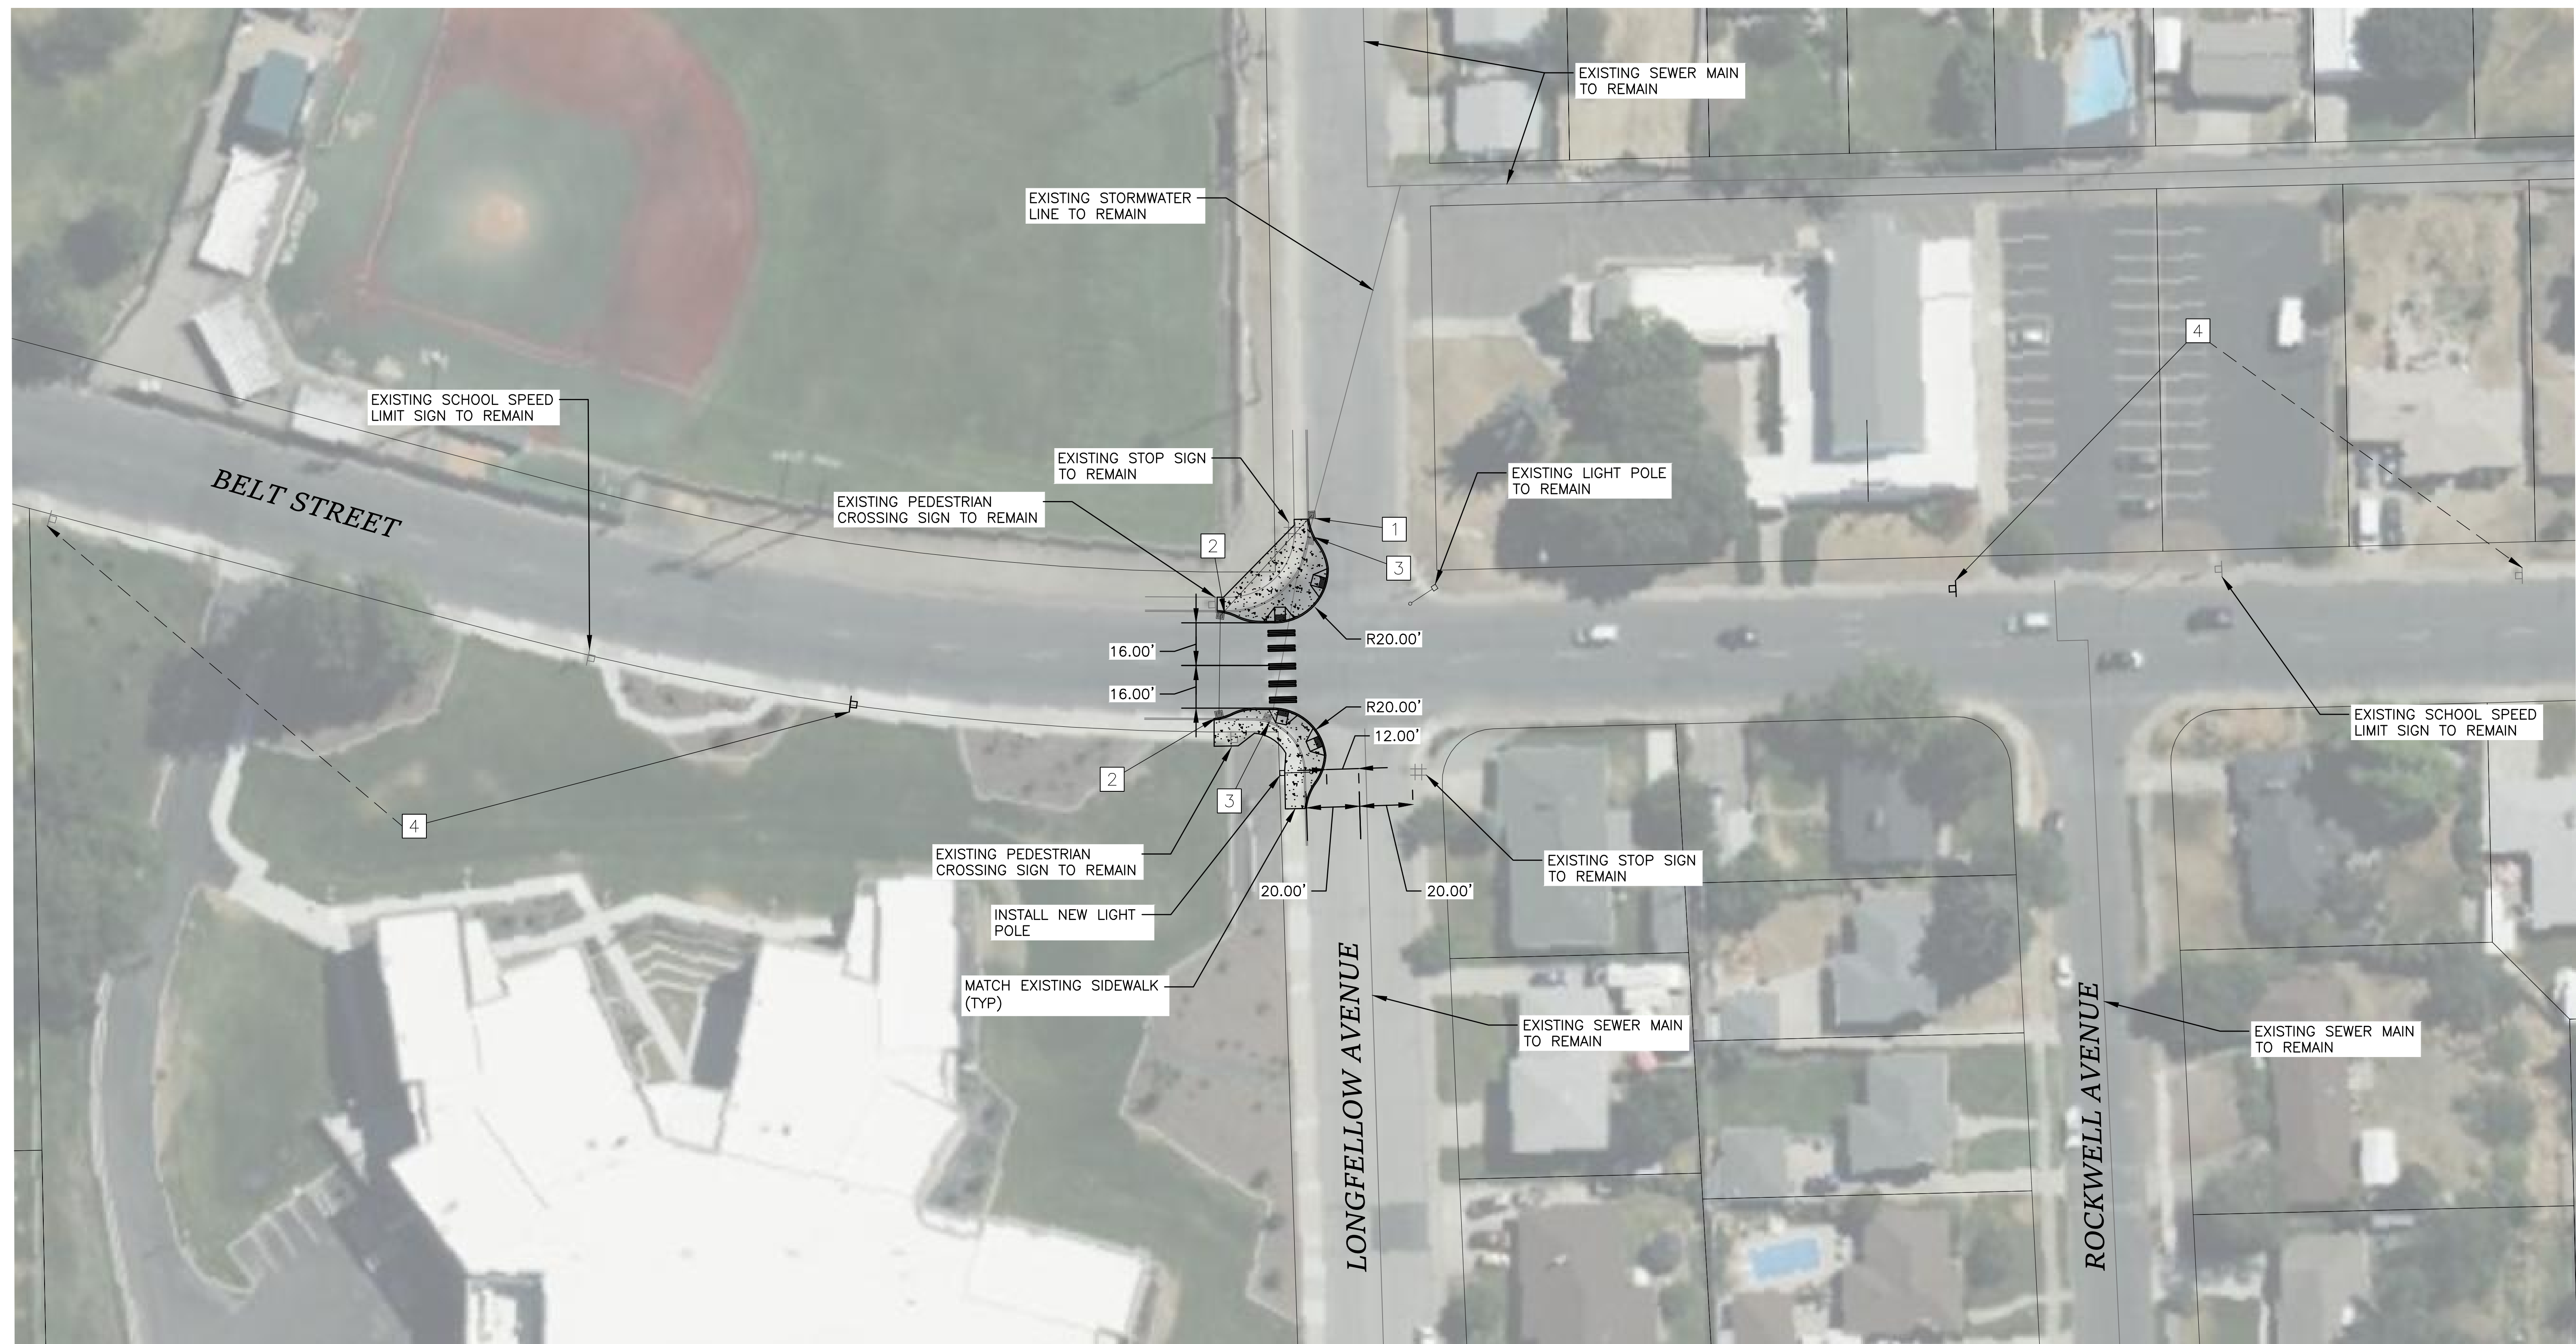 EXISTING SEWER MAIN
TO REMAIN
EXISTING STORMWATER
LINE TO REMAIN
4
EXISTING SCHOOL SPEED
LIMIT SIGN TO REMAIN
EXISTING STOP SIGN
TO REMAIN
EXISTING LIGHT POLE
TO REMAIN
EXISTING PEDESTRIAN
CROSSING SIGN TO REMAIN
BELT STREET
1
2
3
R20.00'
16.00'
16.00'
R20.00'
12.00'
EXISTING SCHOOL SPEED
LIMIT SIGN TO REMAIN
2
3
4
EXISTING PEDESTRIAN
CROSSING SIGN TO REMAIN
EXISTING STOP SIGN
TO REMAIN
20.00'
20.00'
INSTALL NEW LIGHT
POLE
MATCH EXISTING SIDEWALK
(TYP)
LONGFELLOW AVENUE
EXISTING SEWER MAIN
TO REMAIN
ROCKWELL AVENUE
EXISTING SEWER MAIN
TO REMAIN